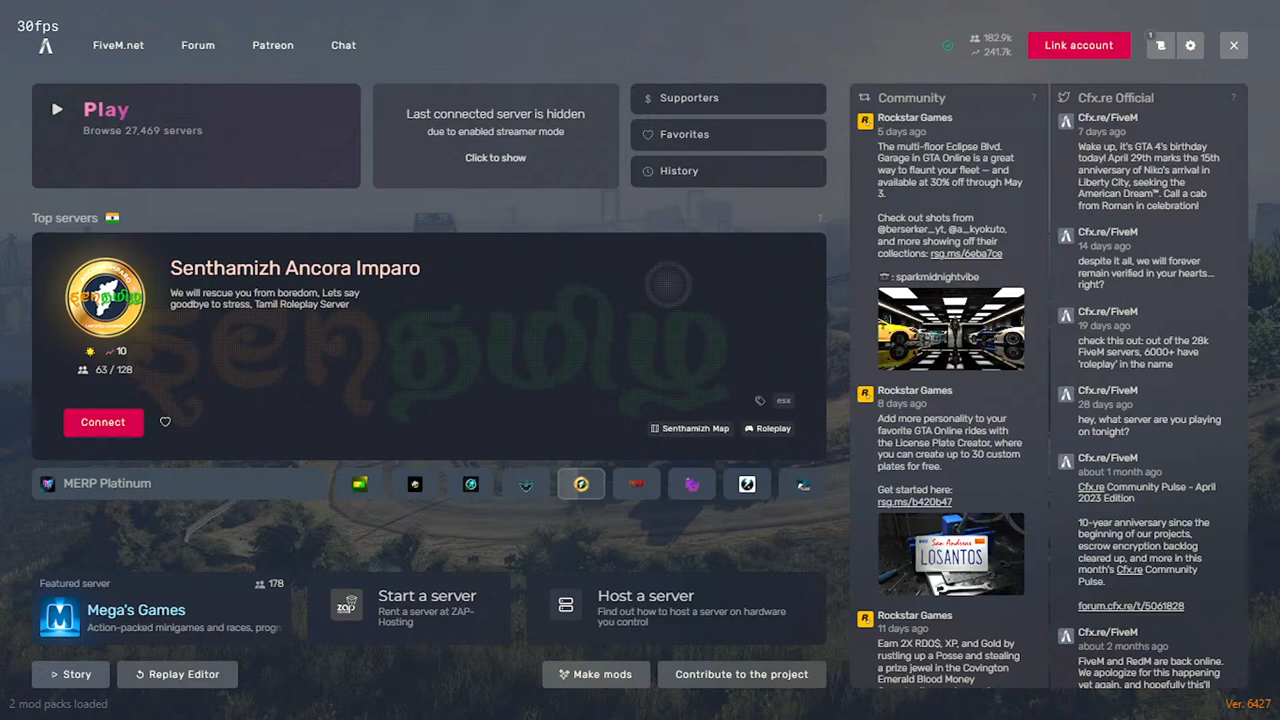 30fps
FiveM.net
Forum
Patreon
Chat
182.9k
241.7k
Link account
1
Play
Browse 27,469 servers
Last connected server is hidden
due to enabled streamer mode
Click to show
$ Supporters
Favorites
History
Top servers
?
Senthamizh Ancora Imparo
We will rescue you from boredom, Lets say
goodbye to stress, Tamil Roleplay Server
செந்தமிழ்
10
63 / 128
Connect
esx
Senthamizh Map
Roleplay
MERP Platinum
Featured server
178
Mega's Games
Action-packed minigames and races, progr
ZAP
Start a server
Rent a server at ZAP-
Hosting
Host a server
Find out how to host a server on hardware
you control
Story
Replay Editor
Make mods
Contribute to the project
2 mod packs loaded
Community
?
Rockstar Games
5 days ago
The multi-floor Eclipse Blvd.
Garage in GTA Online is a great
way to flaunt your fleet — and
available at 30% off through May
3.
Check out shots from
@berserker_yt, @a_kyokuto,
and more showing off their
collections: rsg.ms/6eba7ce
: sparkmidnightvibe
Rockstar Games
8 days ago
Add more personality to your
favorite GTA Online rides with
the License Plate Creator, where
you can create up to 30 custom
plates for free.
Get started here:
rsg.ms/b420b47
San Andreas
LOSANTOS
Rockstar Games
11 days ago
Earn 2X RDO$, XP, and Gold by
rustling up a Posse and stealing
a prize jewel in the Covington
Emerald Blood Money
Cfx.re Official
?
Cfx.re/FiveM
7 days ago
Wake up, it's GTA 4's birthday
today! April 29th marks the 15th
anniversary of Niko's arrival in
Liberty City, seeking the
American Dream™. Call a cab
from Roman in celebration!
Cfx.re/FiveM
14 days ago
despite it all, we will forever
remain verified in your hearts...
right?
Cfx.re/FiveM
19 days ago
check this out: out of the 28k
FiveM servers, 6000+ have
'roleplay' in the name
Cfx.re/FiveM
28 days ago
hey, what server are you playing
on tonight?
Cfx.re/FiveM
about 1 month ago
Cfx.re Community Pulse - April
2023 Edition
10-year anniversary since the
beginning of our projects,
escrow encryption backlog
cleared up, and more in this
month's Cfx.re Community
Pulse.
forum.cfx.re/t/5061828
Cfx.re/FiveM
about 2 months ago
FiveM and RedM are back online.
We apologize for this happening
yet again, and hopefully this'll
Ver. 6427